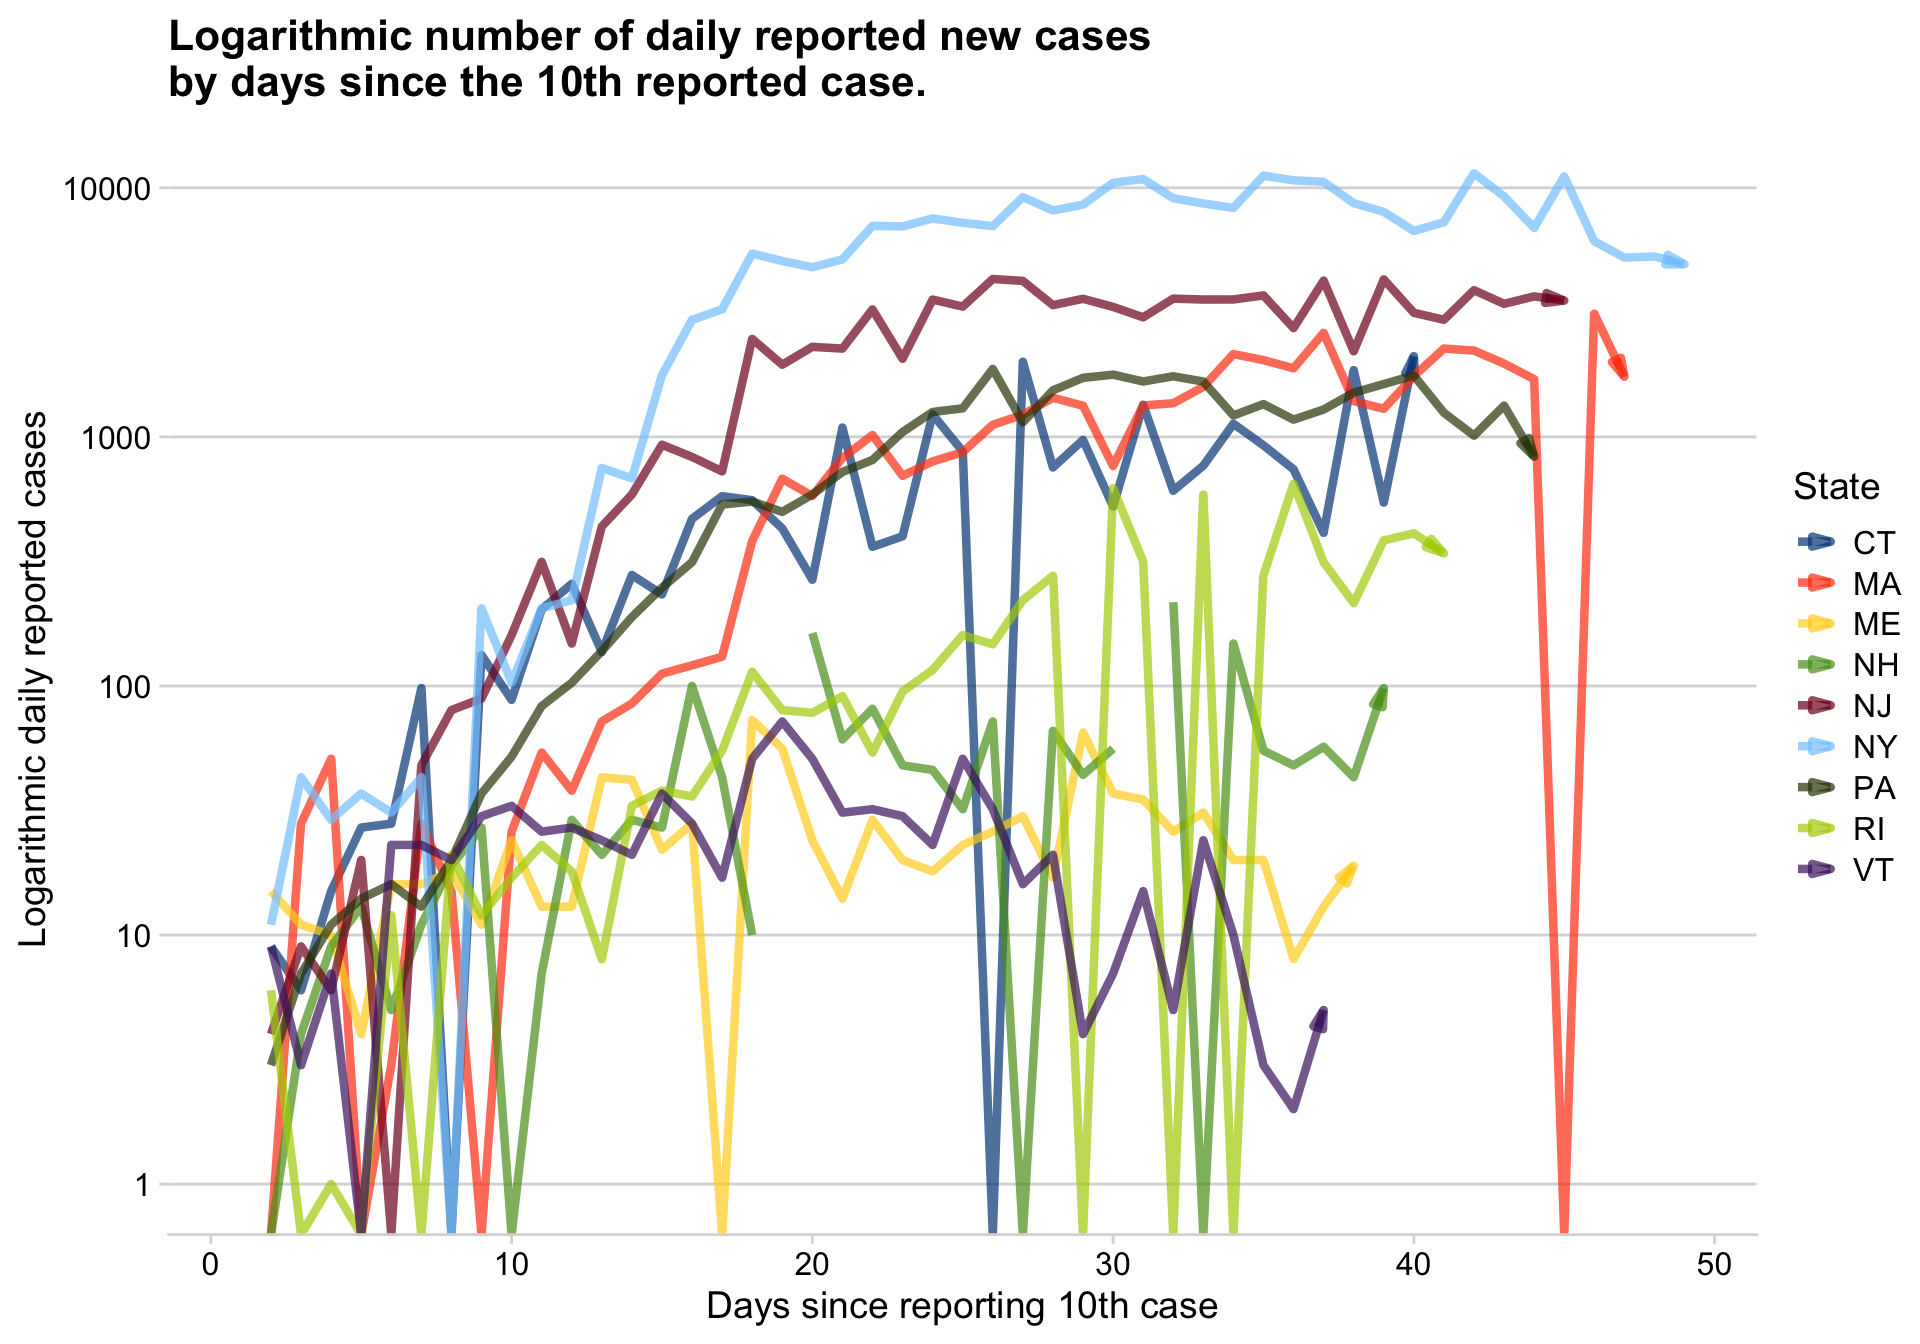 Logarithmic number of daily reported new cases
by days since the 10th reported case.
10000
1000
100
10
1
Logarithmic daily reported cases
0
10
20
30
40
50
Days since reporting 10th case
State
CT
MA
ME
NH
NJ
NY
PA
RI
VT